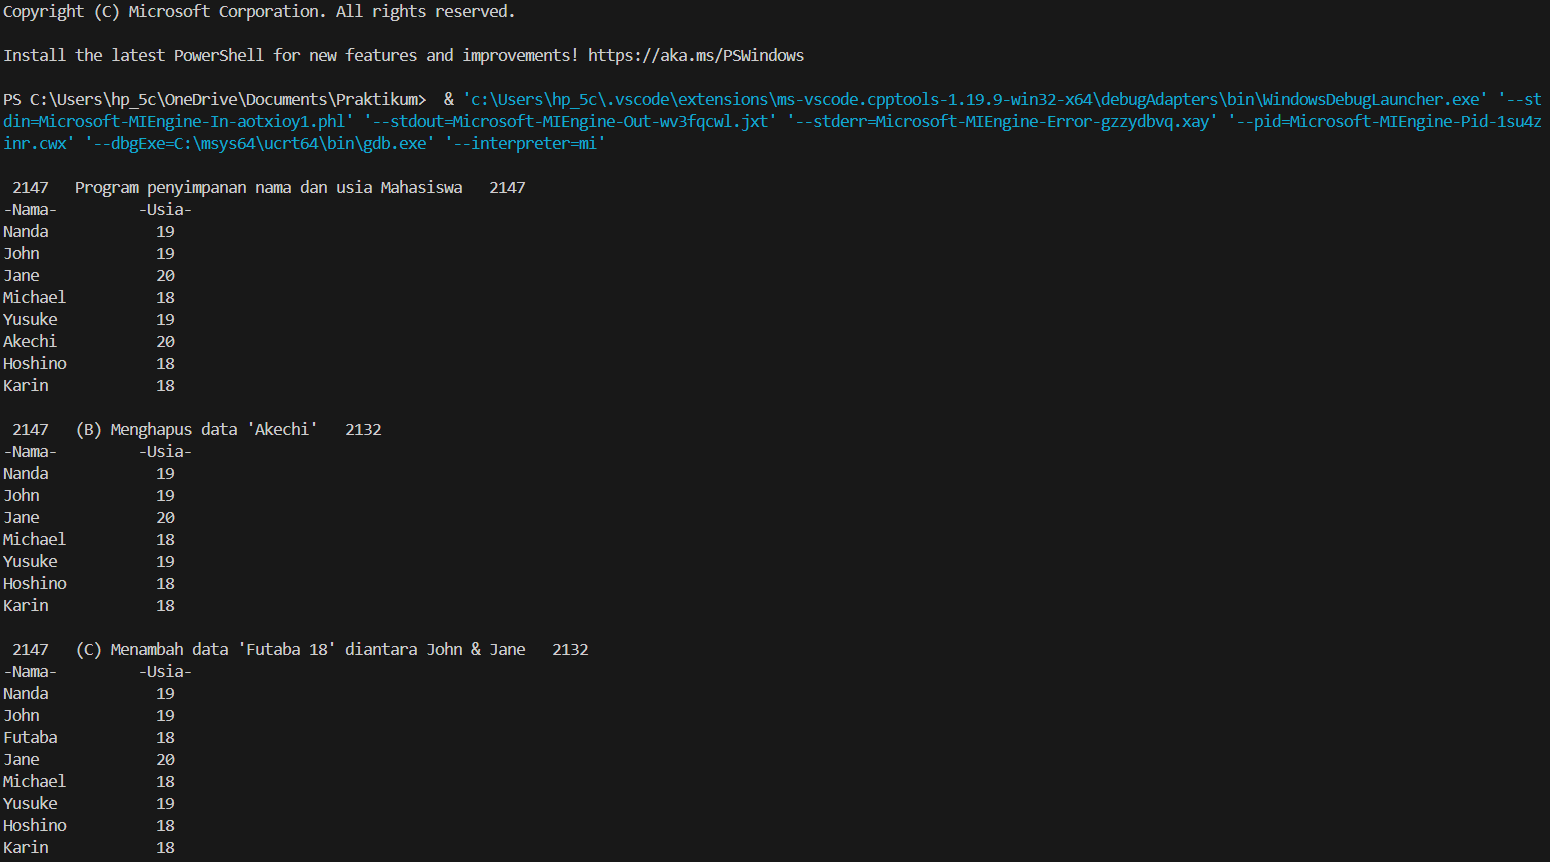 Copyright (C) Microsoft Corporation. All rights reserved.
Install the latest PowerShell for new features and improvements! https://aka.ms/PSWindows
PS C:\Users\hp_5c\OneDrive\Documents\Praktikum>  & 'c:\Users\hp_5c\.vscode\extensions\ms-vscode.cpptools-1.19.9-win32-x64\debugAdapters\bin\WindowsDebugLauncher.exe' '--st
din=Microsoft-MIEngine-In-aotxioy1.phl' '--stdout=Microsoft-MIEngine-Out-wv3fqcwl.jxt' '--stderr=Microsoft-MIEngine-Error-gzzydbvq.xay' '--pid=Microsoft-MIEngine-Pid-1su4z
inr.cwx' '--dbgExe=C:\msys64\ucrt64\bin\gdb.exe' '--interpreter=mi'
2147   Program penyimpanan nama dan usia Mahasiswa   2147
-Nama-         -Usia-
Nanda            19
John             19
Jane             20
Michael          18
Yusuke           19
Akechi           20
Hoshino          18
Karin            18
2147   (B) Menghapus data 'Akechi'   2132
-Nama-         -Usia-
Nanda            19
John             19
Jane             20
Michael          18
Yusuke           19
Hoshino          18
Karin            18
2147   (C) Menambah data 'Futaba 18' diantara John & Jane   2132
-Nama-         -Usia-
Nanda            19
John             19
Futaba           18
Jane             20
Michael          18
Yusuke           19
Hoshino          18
Karin            18